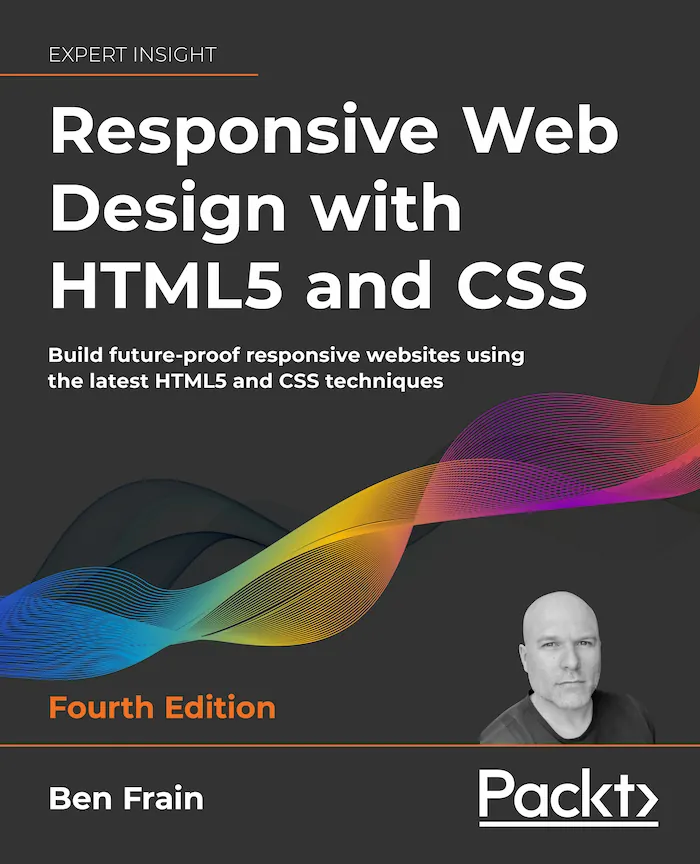 EXPERT INSIGHT
Responsive Web
Design with
HTML5 and CSS
Build future-proof responsive websites using
the latest HTML5 and CSS techniques
Fourth Edition
Ben Frain
Packt